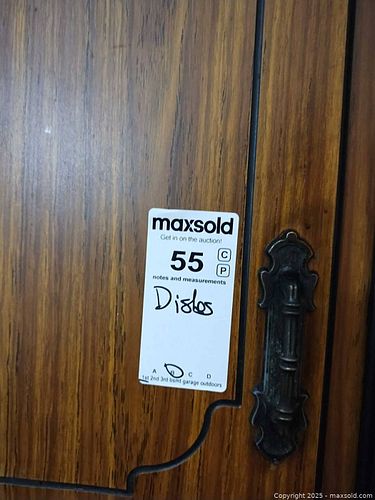 maxsold
Get in on the auction!
55 C
P
notes and measurements
Dishes
A B C D
1st 2nd 3rd bsmt garage outdoors
Copyright 2025 - maxsold.com